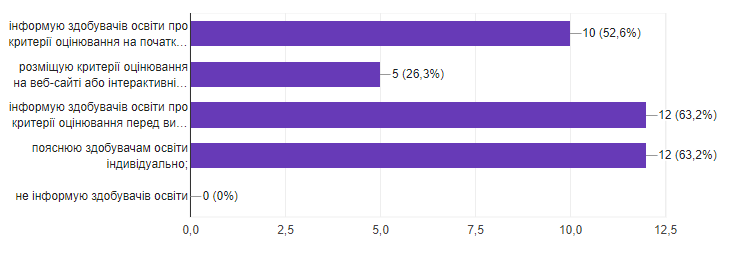 інформую здобувачів освіти про
критерії оцінювання на початк…
10 (52,6%)
розміщую критерії оцінювання
на веб-сайті або інтерактивні…
5 (26,3%)
інформую здобувачів освіти про
критерії оцінювання перед ви…
12 (63,2%)
пояснюю здобувачам освіти
індивідуально;
12 (63,2%)
не інформую здобувачів освіти
0 (0%)
0,0 2,5 5,0 7,5 10,0 12,5